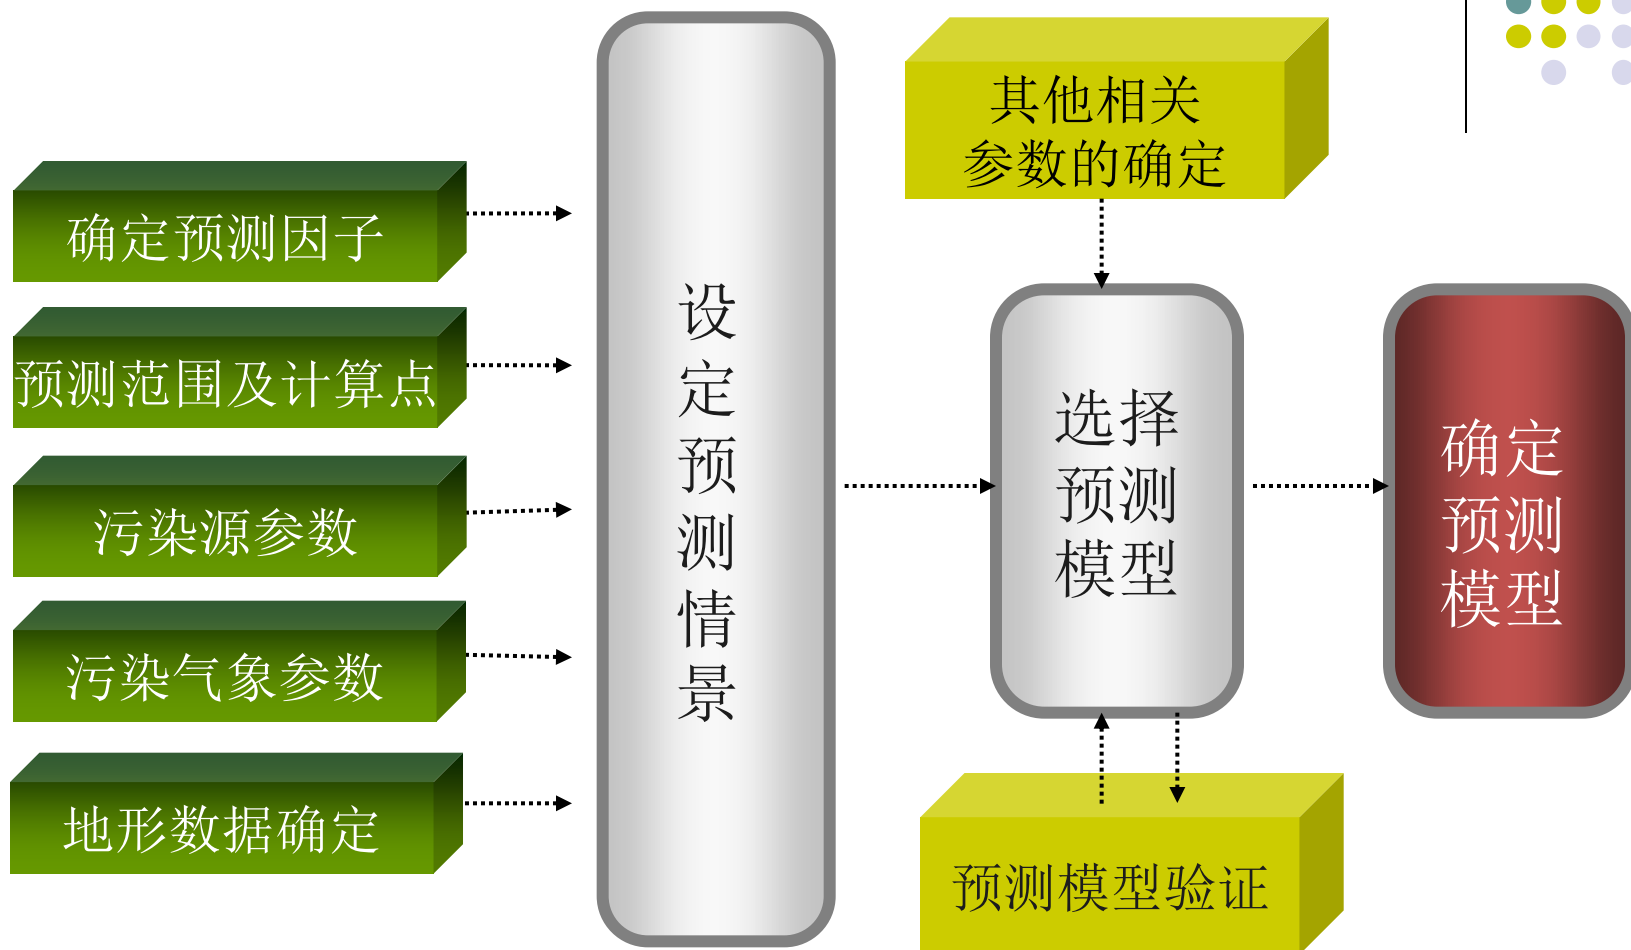 确定预测因子
预测范围及计算点
污染源参数
污染气象参数
地形数据确定
设
定
预
测
情
景
其他相关
参数的确定
选择
预测
模型
预测模型验证
确定
预测
模型